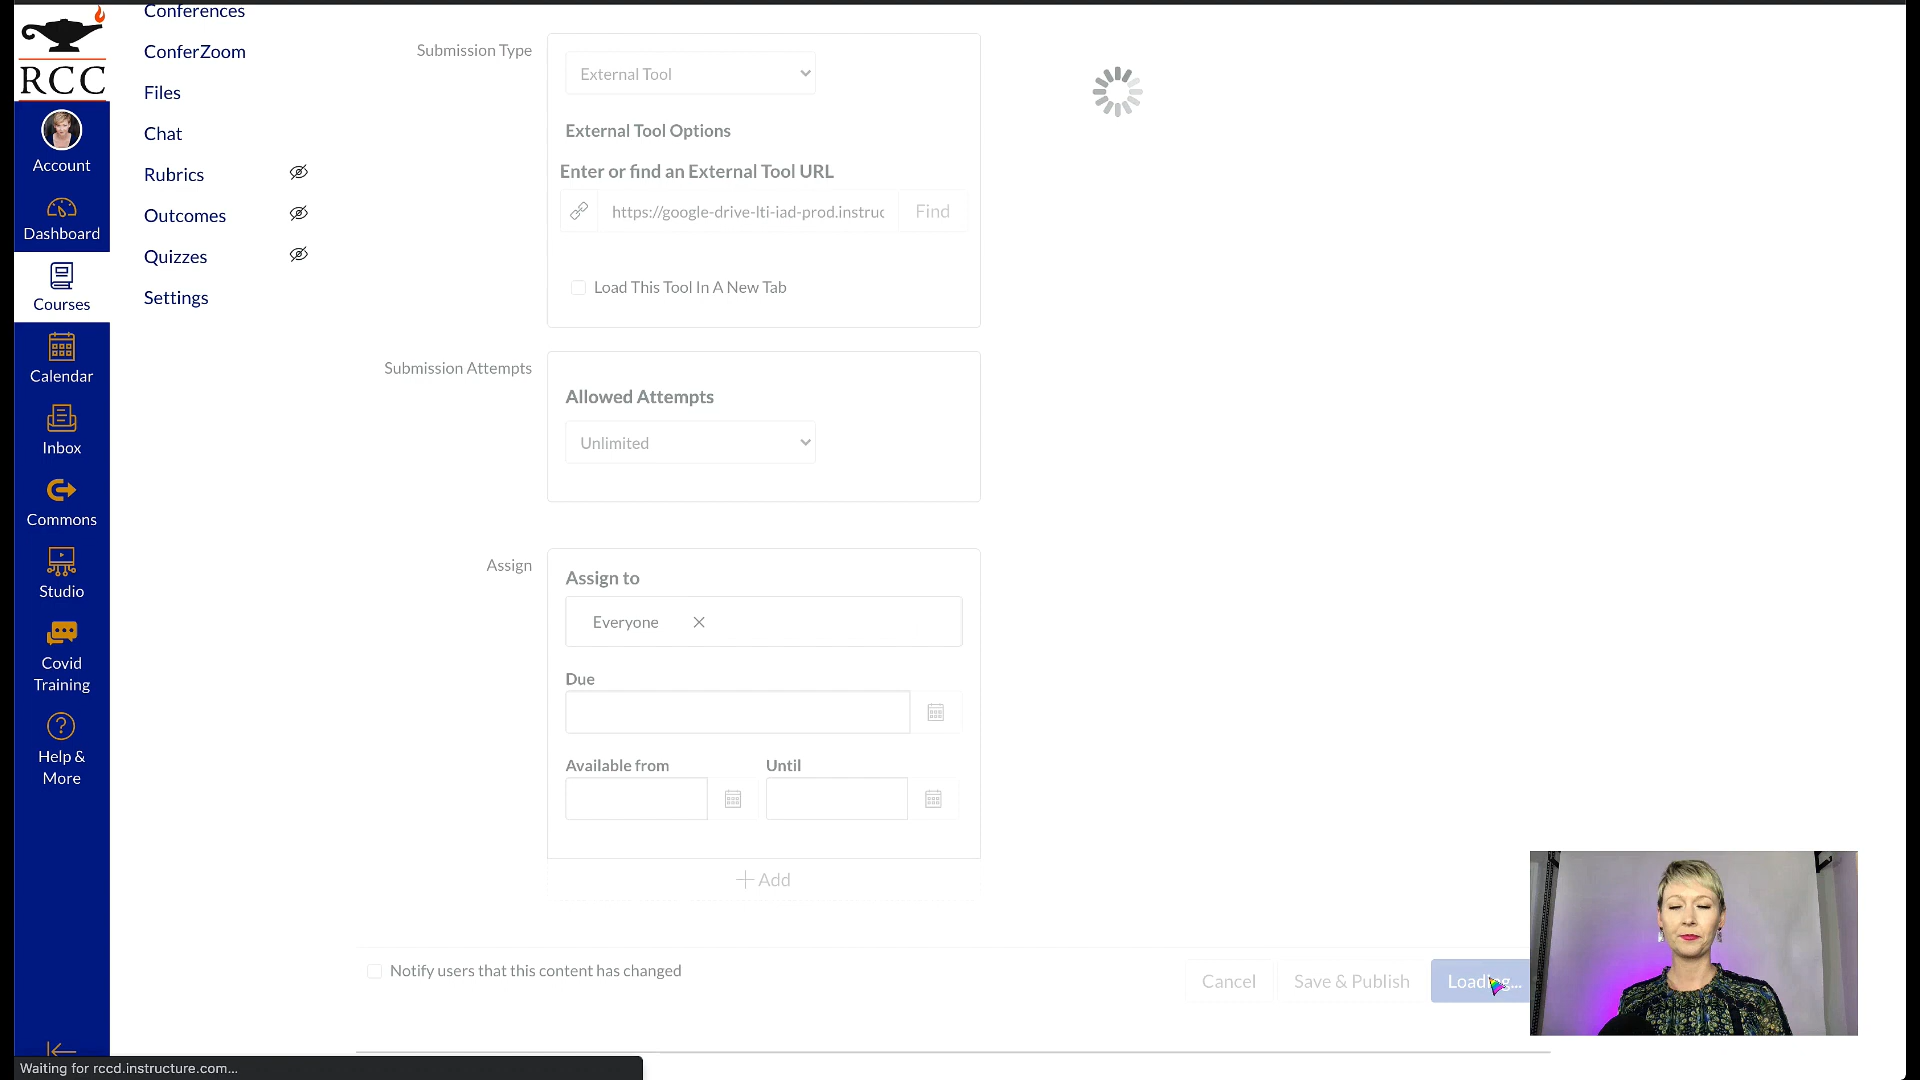 RCC
Account
Dashboard
Courses
Calendar
Inbox
Commons
Studio
Covid
Training
Help &
More
Conferences
ConferZoom
Files
Chat
Rubrics
Outcomes
Quizzes
Settings
Submission Type
External Tool
External Tool Options
Enter or find an External Tool URL
https://google-drive-lti-iad-prod.instruc
Find
Load This Tool In A New Tab
Submission Attempts
Allowed Attempts
Unlimited
Assign
Assign to
Everyone
Due
Available from
Until
Add
Notify users that this content has changed
Cancel
Save & Publish
Loading...
Waiting for rccd.instructure.com...